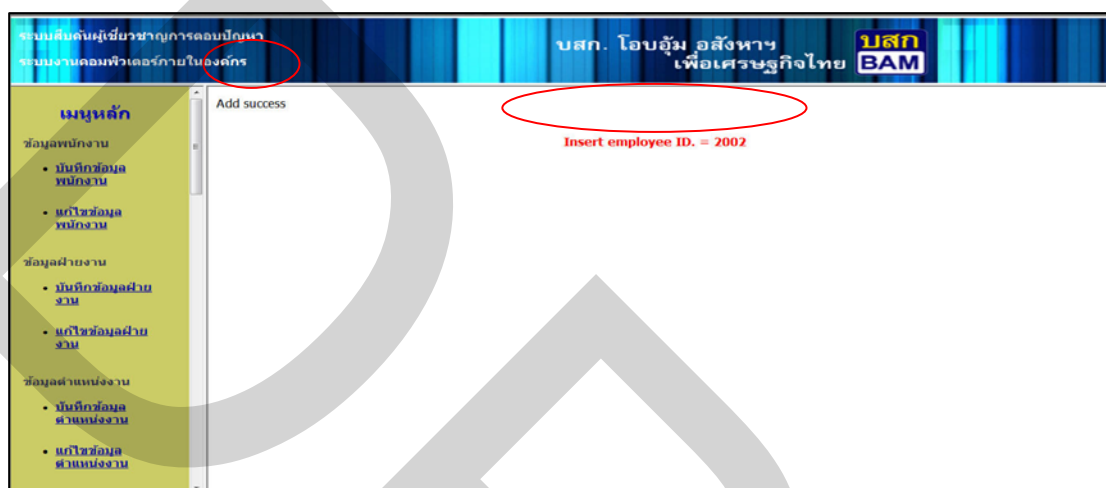 ระบบสืบค้นผู้เชี่ยวชาญการตอบปัญหา
ระบบงานคอมพิวเตอร์ภายในองค์กร
บสก. โอบอุ้ม อสังหาฯ
เพื่อเศรษฐกิจไทย
บสก
BAM
เมนูหลัก
ข้อมูลพนักงาน
• บันทึกข้อมูล
พนักงาน
• แก้ไขข้อมูล
พนักงาน
ข้อมูลฝ่ายงาน
• บันทึกข้อมูลฝ่าย
งาน
• แก้ไขข้อมูลฝ่าย
งาน
ข้อมูลตำแหน่งงาน
• บันทึกข้อมูล
ตำแหน่งงาน
• แก้ไขข้อมูล
ตำแหน่งงาน
Add success
Insert employee ID. = 2002